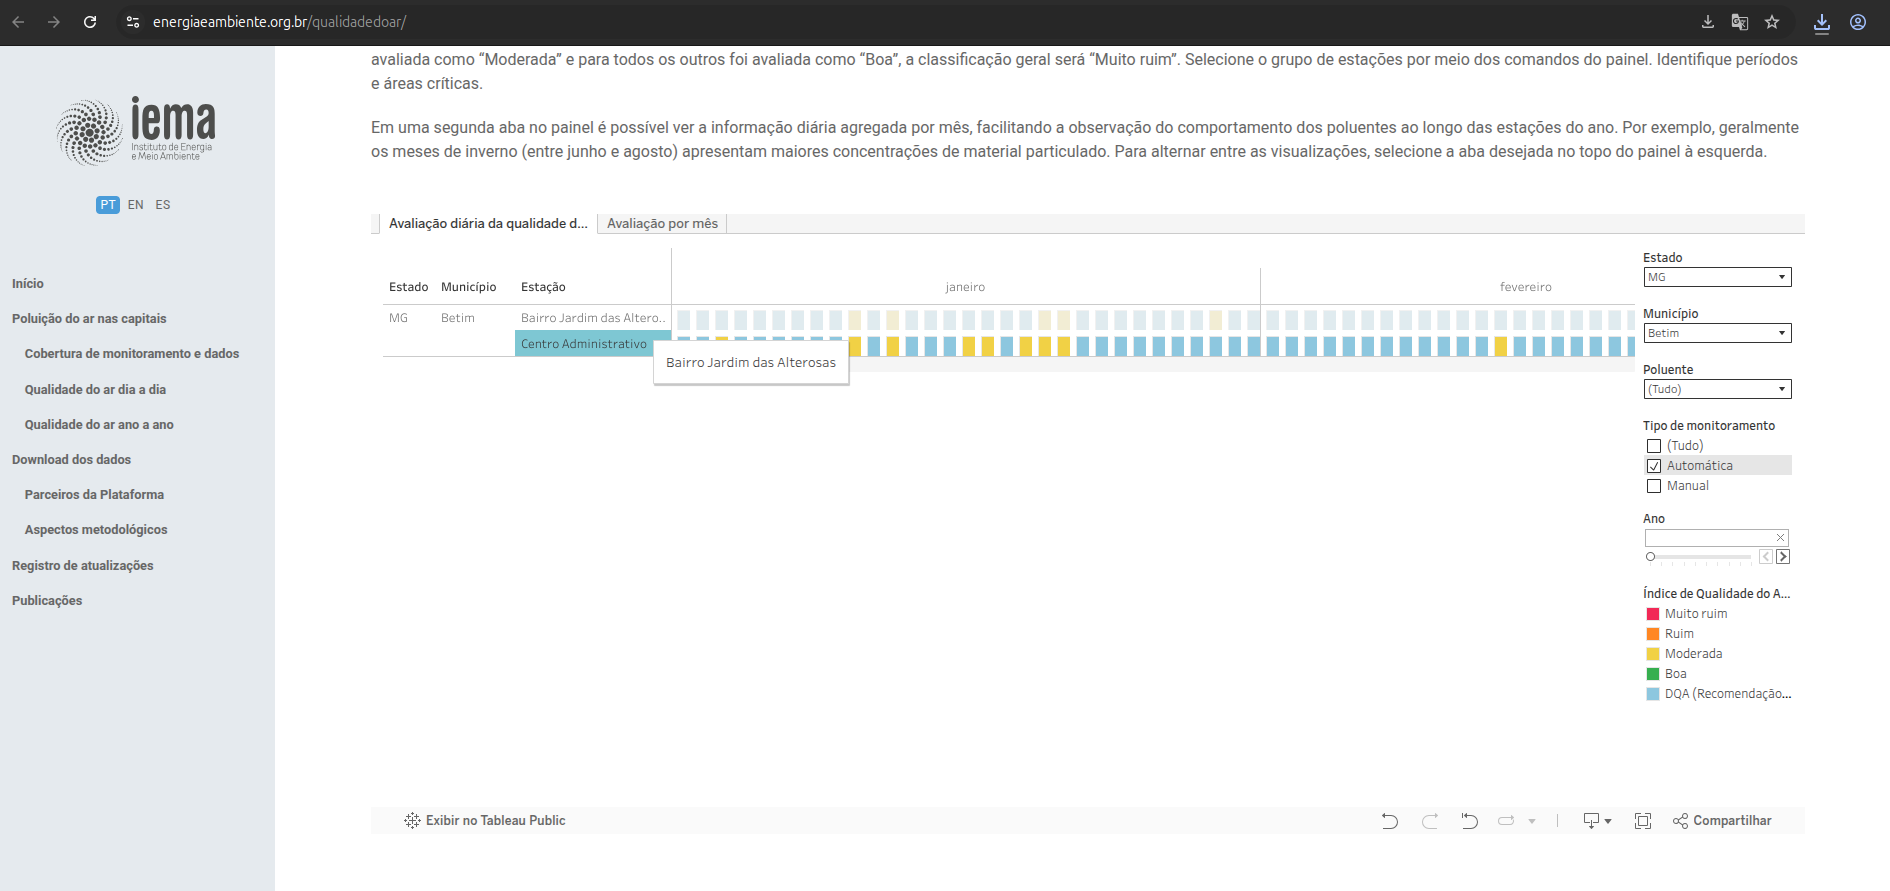 energiaeambiente.org.br/qualidadedoar/
iema
Instituto de Energia
e Meio Ambiente
PT EN ES
Início
Poluição do ar nas capitais
Cobertura de monitoramento e dados
Qualidade do ar dia a dia
Qualidade do ar ano a ano
Download dos dados
Parceiros da Plataforma
Aspectos metodológicos
Registro de atualizações
Publicações
avaliada como “Moderada” e para todos os outros foi avaliada como “Boa”, a classificação geral será “Muito ruim”. Selecione o grupo de estações por meio dos comandos do painel. Identifique períodos
e áreas críticas.
Em uma segunda aba no painel é possível ver a informação diária agregada por mês, facilitando a observação do comportamento dos poluentes ao longo das estações do ano. Por exemplo, geralmente
os meses de inverno (entre junho e agosto) apresentam maiores concentrações de material particulado. Para alternar entre as visualizações, selecione a aba desejada no topo do painel à esquerda.
Avaliação diária da qualidade d... Avaliação por mês
Estado Município Estação janeiro fevereiro
MG Betim Bairro Jardim das Altero..
Centro Administrativo
Bairro Jardim das Alterosas
Estado
MG
Município
Betim
Poluente
(Tudo)
Tipo de monitoramento
(Tudo)
Automática
Manual
Ano
Índice de Qualidade do A...
Muito ruim
Ruim
Moderada
Boa
DQA (Recomendação...
Exibir no Tableau Public
Compartilhar